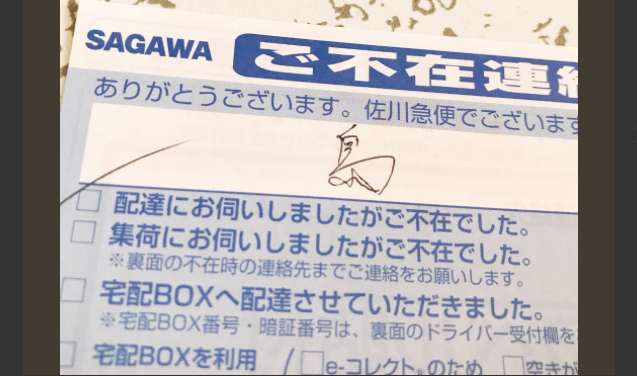 SAGAWA ご不在連
ありがとうございます。佐川急便でございます
島
□ 配達にお伺いしましたがご不在でした。
□ 集荷にお伺いしましたがご不在でした。
※裏面の不在時の連絡先までご連絡をお願いします。
□ 宅配BOXへ配達させていただきました。
※宅配BOX番号・暗証番号は、裏面のドライバー受付欄を
□ 宅配BOXを利用 / □e-コレクト®のため □空きが